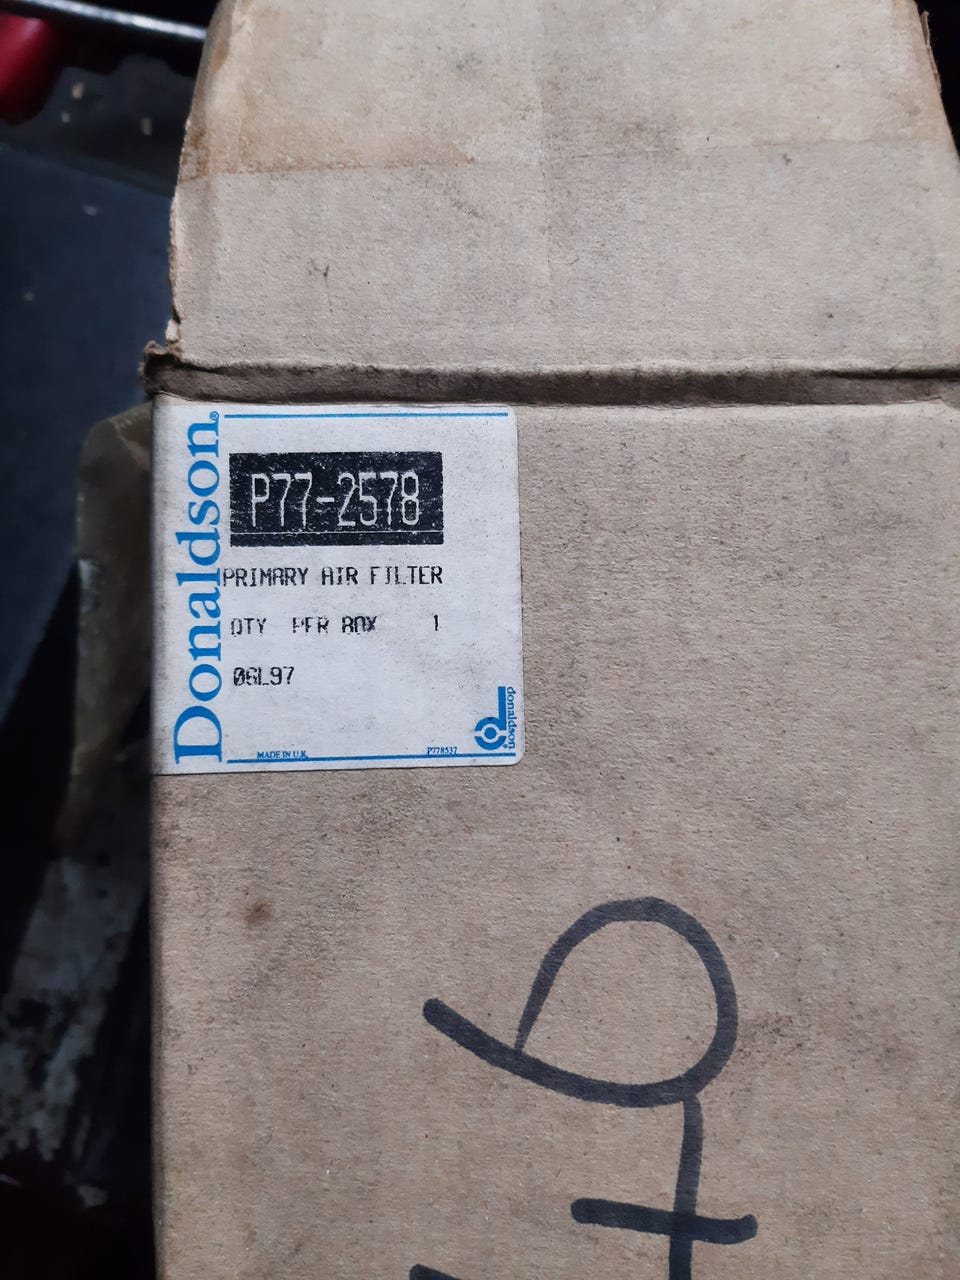 Donaldson®
P77-2578
PRIMARY AIR FILTER
QTY PER BOX 1
06L97
MADE IN U.K.
P778537
donaldson®